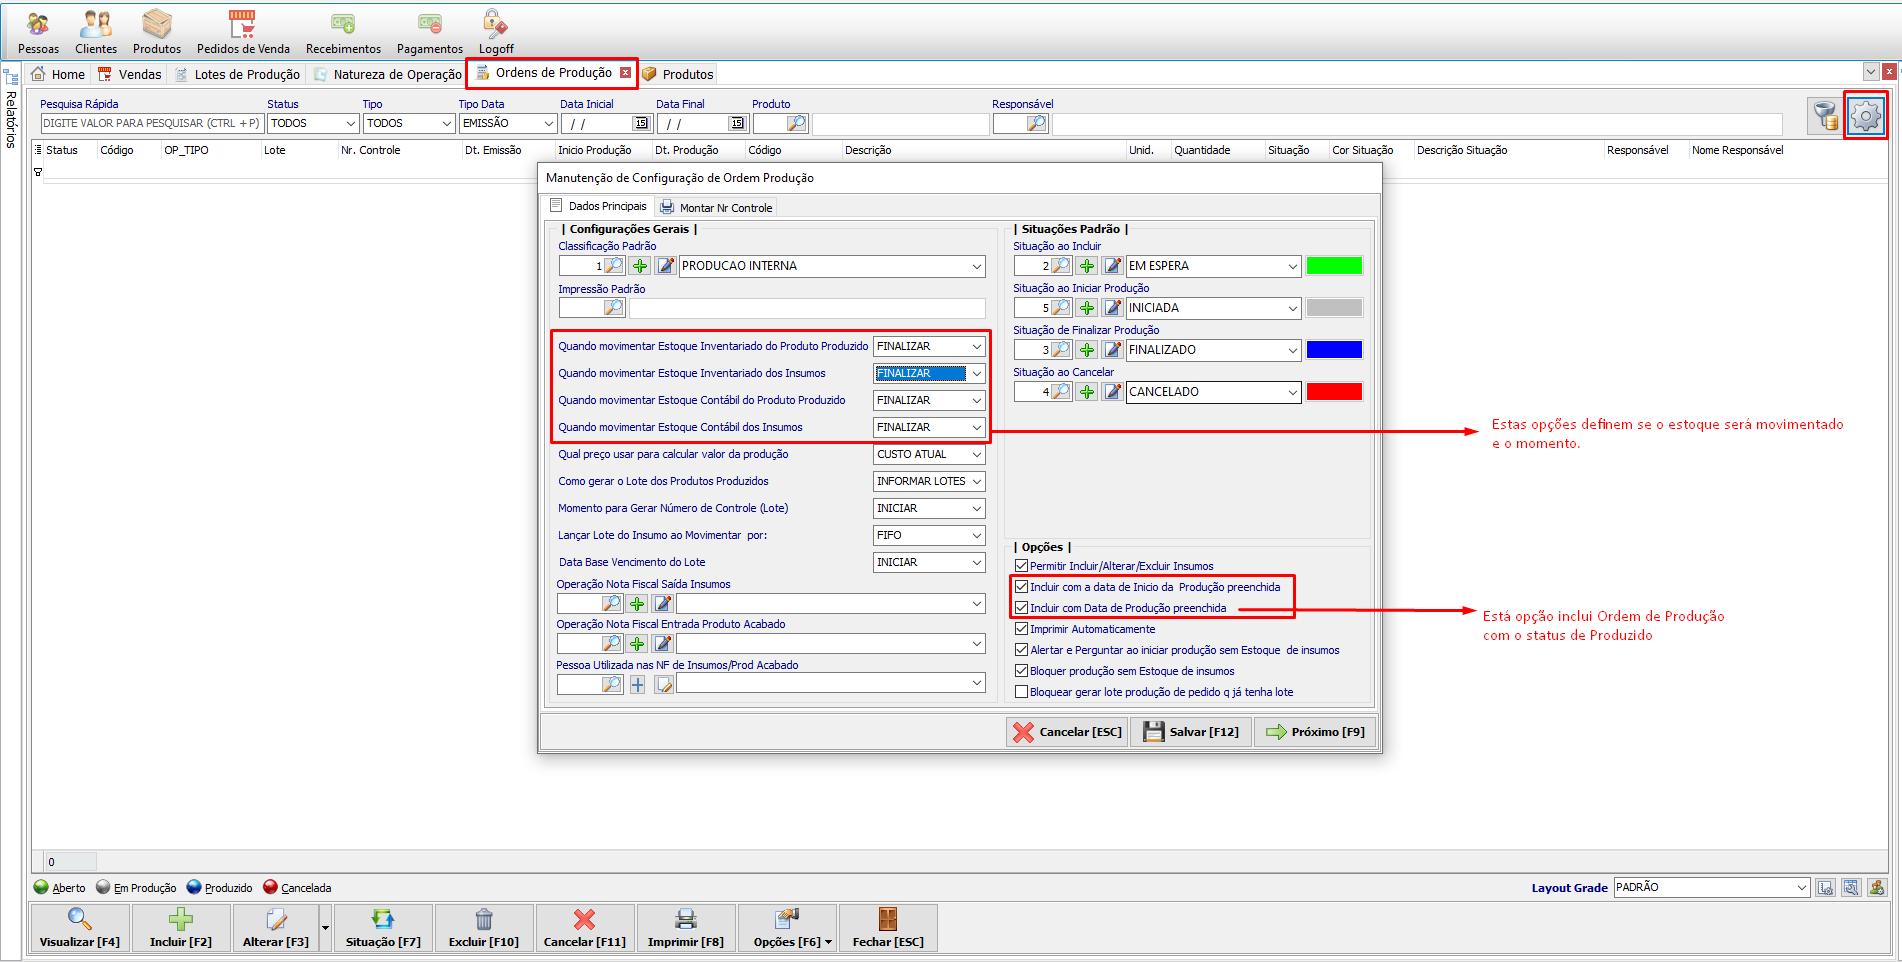 Pessoas Clientes Produtos Pedidos de Venda Recebimentos Pagamentos Logoff
Relatórios
Home Vendas Lotes de Produção Natureza de Operação Ordens de Produção Produtos
Pesquisa Rápida Status Tipo Tipo Data Data Inicial Data Final Produto Responsável
DIGITE VALOR PARA PESQUISAR (CTRL +P) TODOS TODOS EMISSÃO / / 15 / / 15
Status Código OP_TIPO Lote Nr. Controle Dt. Emissão Inicio Produção Dt. Produção Código Descrição Unid. Quantidade Situação Cor Situação Descrição Situação Responsável Nome Responsável
Manutenção de Configuração de Ordem Produção
Dados Principais Montar Nr Controle
| Configurações Gerais |
Classificação Padrão
1 PRODUCAO INTERNA
Impressão Padrão
Quando movimentar Estoque Inventariado do Produto Produzido FINALIZAR
Quando movimentar Estoque Inventariado dos Insumos FINALIZAR
Quando movimentar Estoque Contábil do Produto Produzido FINALIZAR
Quando movimentar Estoque Contábil dos Insumos FINALIZAR
Qual preço usar para calcular valor da produção CUSTO ATUAL
Como gerar o Lote dos Produtos Produzidos INFORMAR LOTES
Momento para Gerar Número de Controle (Lote) INICIAR
Lançar Lote do Insumo ao Movimentar por: FIFO
Data Base Vencimento do Lote INICIAR
Operação Nota Fiscal Saída Insumos
Operação Nota Fiscal Entrada Produto Acabado
Pessoa Utilizada nas NF de Insumos/Prod Acabado
| Situações Padrão |
Situação ao Incluir
2 EM ESPERA
Situação ao Iniciar Produção
5 INICIADA
Situação de Finalizar Produção
3 FINALIZADO
Situação ao Cancelar
4 CANCELADO
| Opções |
Permitir Incluir/Alterar/Excluir Insumos
Incluir com a data de Inicio da Produção preenchida
Incluir com Data de Produção preenchida
Imprimir Automaticamente
Alertar e Perguntar ao iniciar produção sem Estoque de insumos
Bloquer produção sem Estoque de insumos
Bloquear gerar lote produção de pedido q já tenha lote
Cancelar [ESC] Salvar [F12] Próximo [F9]
Estas opções definem se o estoque será movimentado
e o momento.
Está opção inclui Ordem de Produção
com o status de Produzido
0
Aberto Em Produção Produzido Cancelada Layout Grade PADRÃO
Visualizar [F4] Incluir [F2] Alterar [F3] Situação [F7] Excluir [F10] Cancelar [F11] Imprimir [F8] Opções [F6] Fechar [ESC]